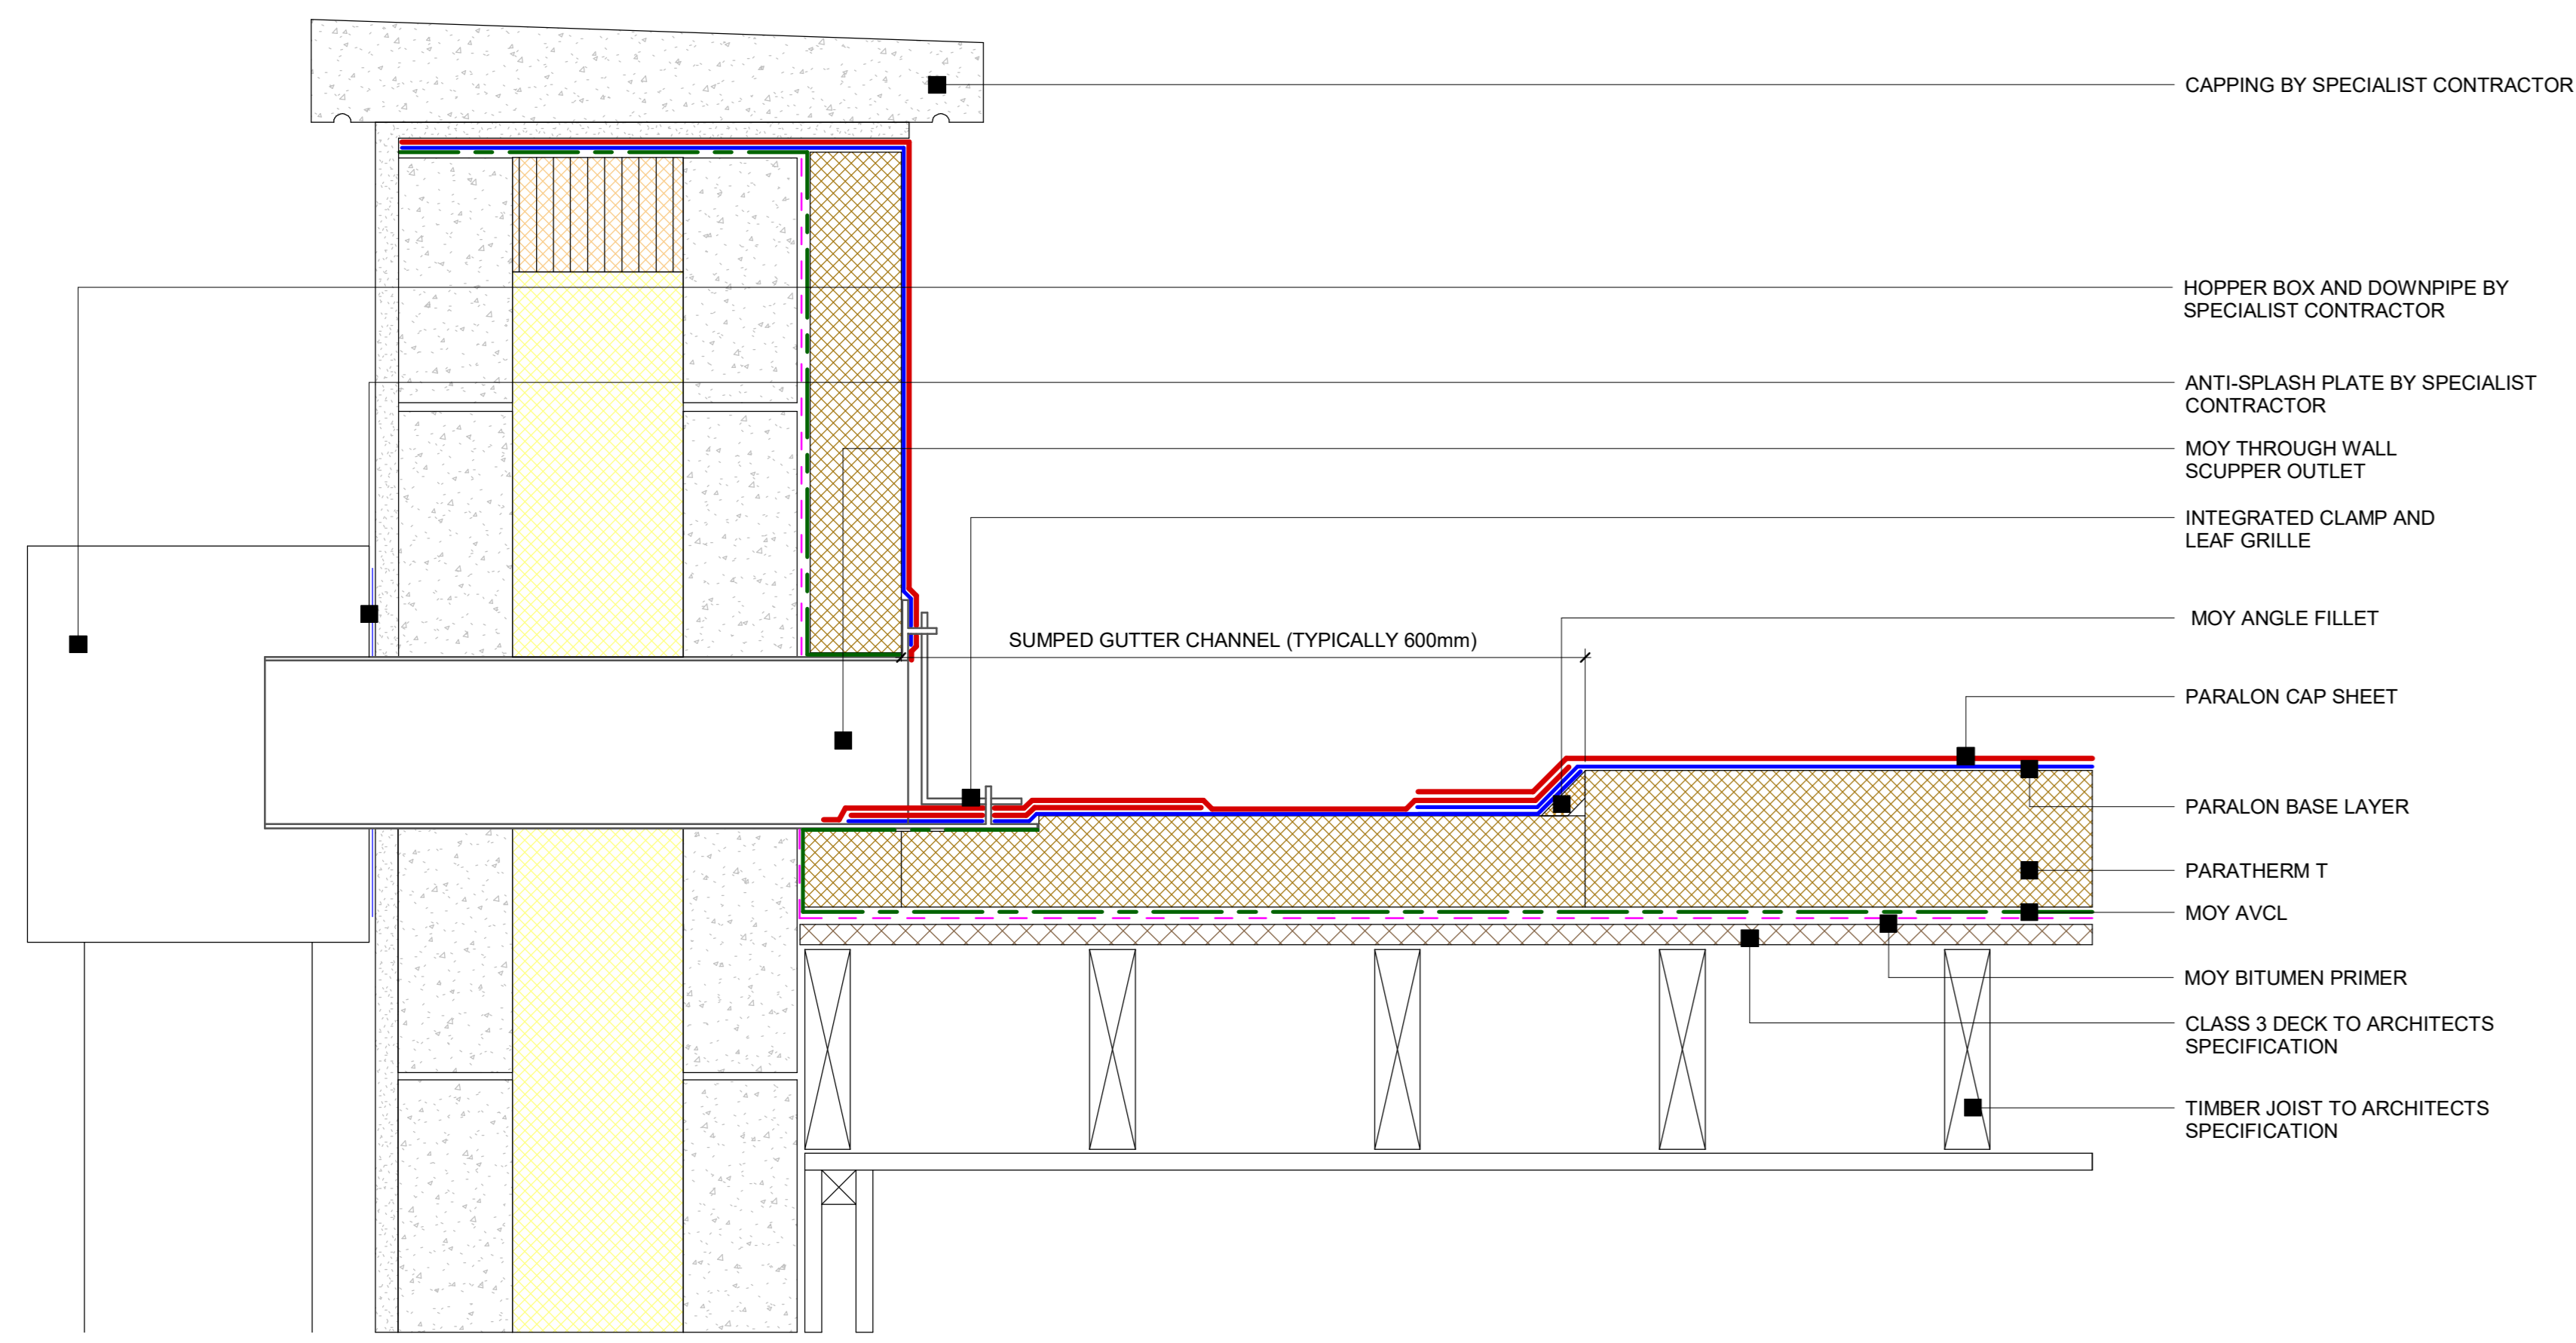 CAPPING BY SPECIALIST CONTRACTOR
HOPPER BOX AND DOWNPIPE BY
SPECIALIST CONTRACTOR
ANTI-SPLASH PLATE BY SPECIALIST
CONTRACTOR
MOY THROUGH WALL
SCUPPER OUTLET
INTEGRATED CLAMP AND
LEAF GRILLE
MOY ANGLE FILLET
SUMPED GUTTER CHANNEL (TYPICALLY 600mm)
PARALON CAP SHEET
PARALON BASE LAYER
PARATHERM T
MOY AVCL
MOY BITUMEN PRIMER
CLASS 3 DECK TO ARCHITECTS
SPECIFICATION
TIMBER JOIST TO ARCHITECTS
SPECIFICATION